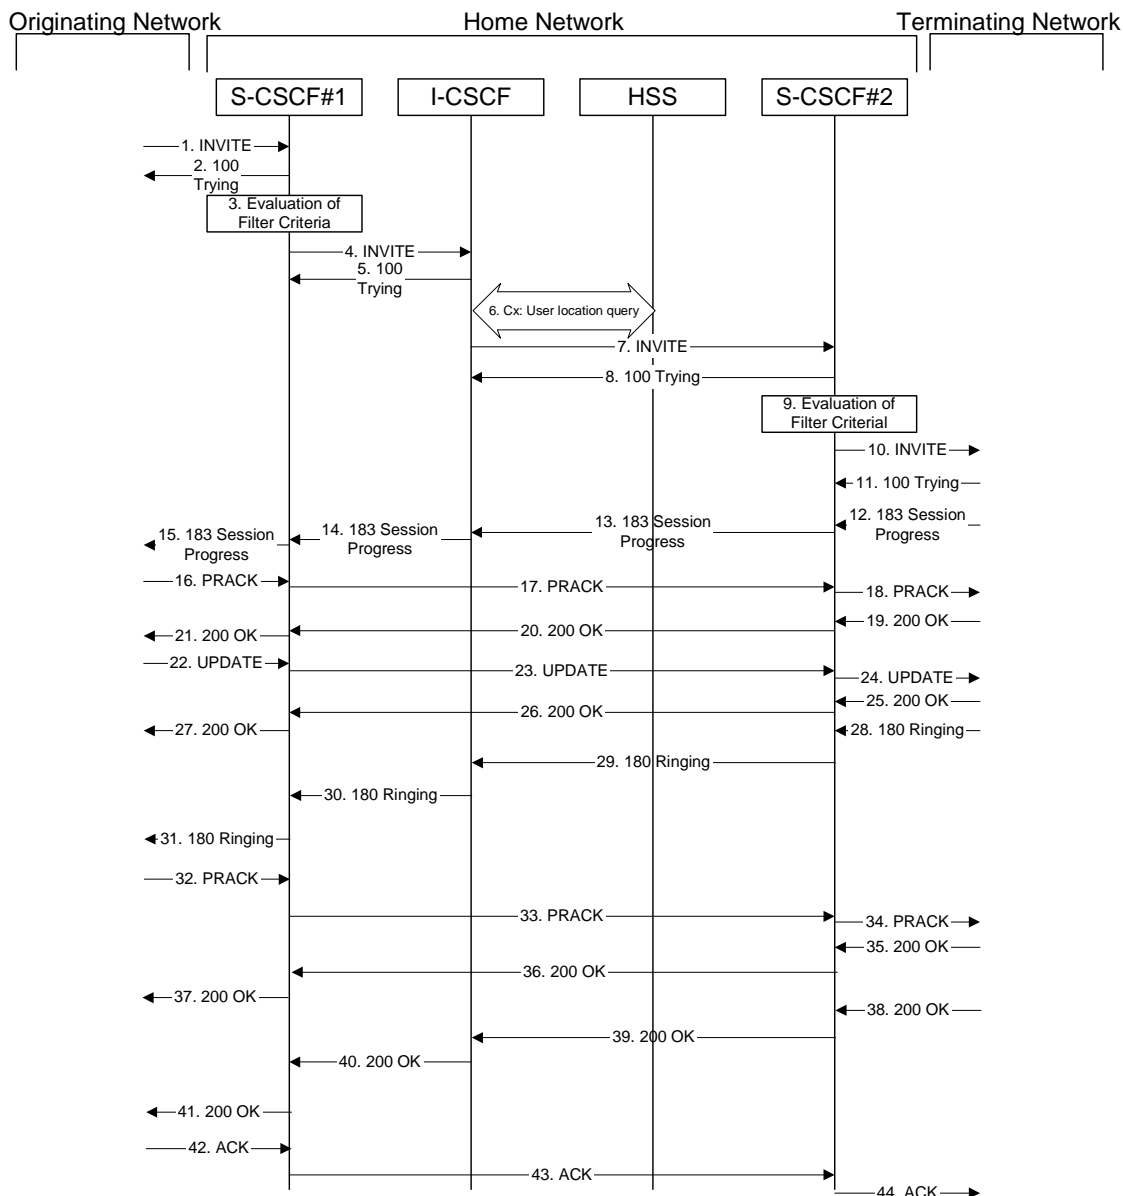 Originating Network
Home Network
Terminating Network
S-CSCF#1
I-CSCF
HSS
S-CSCF#2
1. INVITE
2. 100
Trying
3. Evaluation of
Filter Criteria
4. INVITE
5. 100
Trying
6. Cx: User location query
7. INVITE
8. 100 Trying
9. Evaluation of
Filter Criterial
10. INVITE
11. 100 Trying
12. 183 Session
Progress
13. 183 Session
Progress
14. 183 Session
Progress
15. 183 Session
Progress
16. PRACK
17. PRACK
18. PRACK
19. 200 OK
20. 200 OK
21. 200 OK
22. UPDATE
23. UPDATE
24. UPDATE
25. 200 OK
26. 200 OK
27. 200 OK
28. 180 Ringing
29. 180 Ringing
30. 180 Ringing
31. 180 Ringing
32. PRACK
33. PRACK
34. PRACK
35. 200 OK
36. 200 OK
37. 200 OK
38. 200 OK
39. 200 OK
40. 200 OK
41. 200 OK
42. ACK
43. ACK
44. ACK